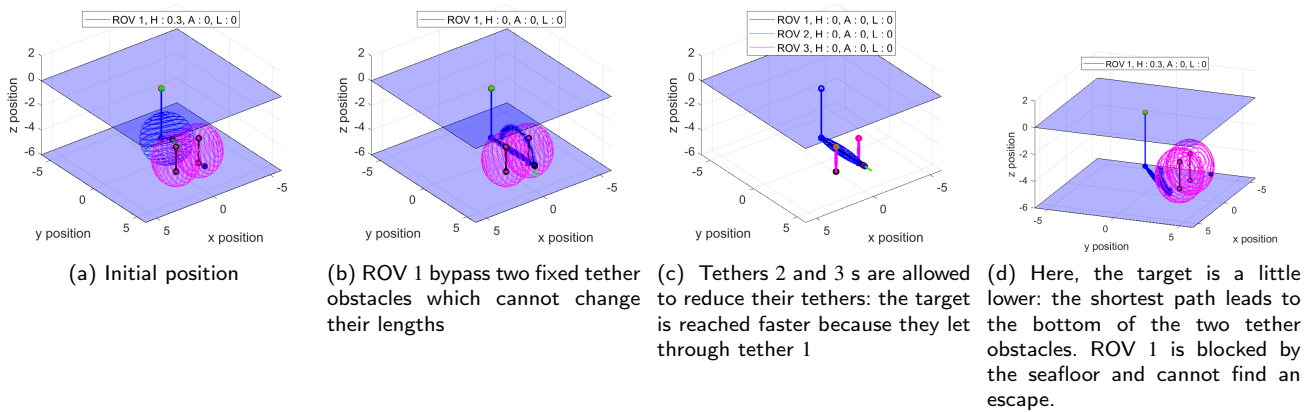 ROV 1, H : 0.3, A : 0, L : 0
2
0
-2
-4
-6
z position
-5
0
5
y position
5
0
-5
x position
(a) Initial position
ROV 1, H : 0, A : 0, L : 0
2
0
-2
-4
-6
z position
-5
0
5
y position
5
0
-5
x position
(b) ROV 1 bypass two fixed tether
obstacles which cannot change
their lengths
ROV 1, H : 0, A : 0, L : 0
ROV 2, H : 0, A : 0, L : 0
ROV 3, H : 0, A : 0, L : 0
2
0
-2
-4
-6
z position
-5
0
5
y position
5
0
-5
x position
(c) Tethers 2 and 3 s are allowed
to reduce their tethers: the target
is reached faster because they let
through tether 1
ROV 1, H : 0.3, A : 0, L : 0
2
0
-2
-4
-6
z position
-5
0
5
y position
5
0
-5
x position
(d) Here, the target is a little
lower: the shortest path leads to
the bottom of the two tether
obstacles. ROV 1 is blocked by
the seafloor and cannot find an
escape.